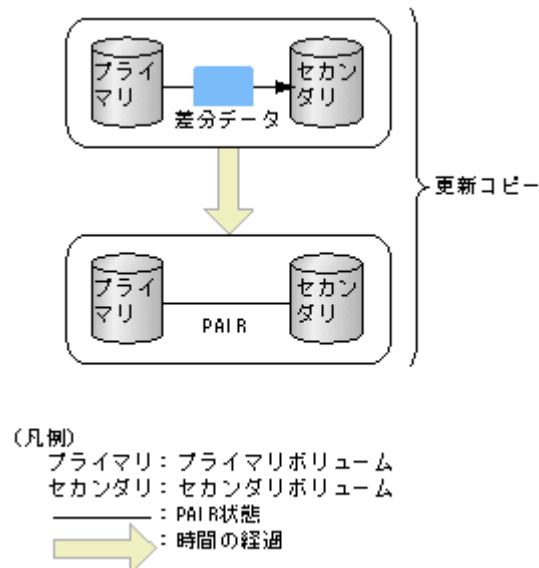 プライ
マリ
セカン
ダリ
差分データ
更新コピー
プライ
マリ
セカン
ダリ
PAIR
(凡例)
プライマリ：プライマリボリューム
セカンダリ：セカンダリボリューム
：PAIR状態
：時間の経過